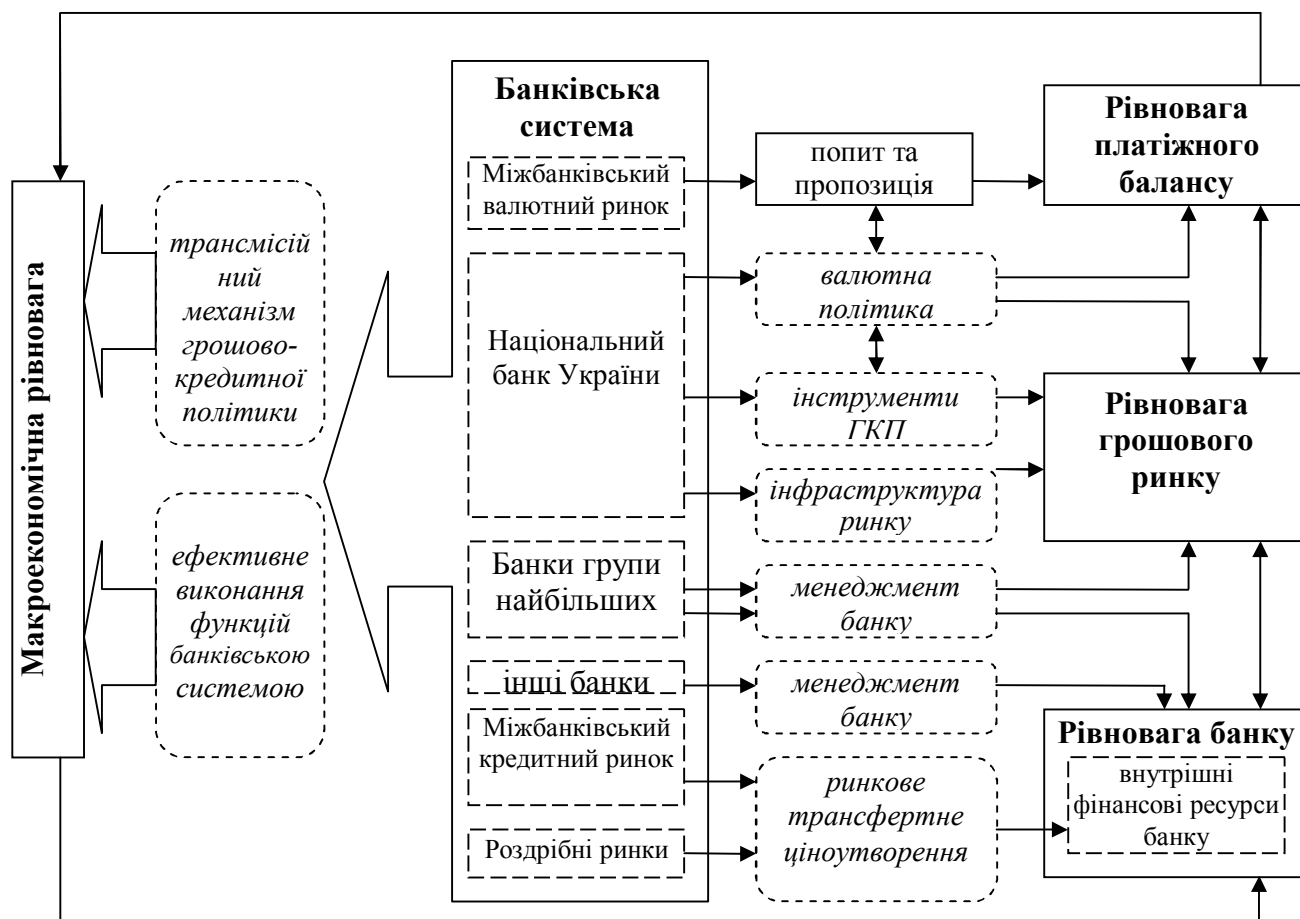 Макроекономічна рівновага
трансмісій
ний
механізм
грошово-
кредитної
політики
ефективне
виконання
функцій
банківською
системою
Банківська
система
Міжбанківський
валютний ринок
Національний
банк України
Банки групи
найбільших
інші банки
Міжбанківський
кредитний ринок
Роздрібні ринки
попит та
пропозиція
валютна
політика
інструменти
ГКП
інфраструктура
ринку
менеджмент
банку
менеджмент
банку
ринкове
трансфертне
ціноутворення
Рівновага
платіжного
балансу
Рівновага
грошового
ринку
Рівновага банку
внутрішні
фінансові ресурси
банку